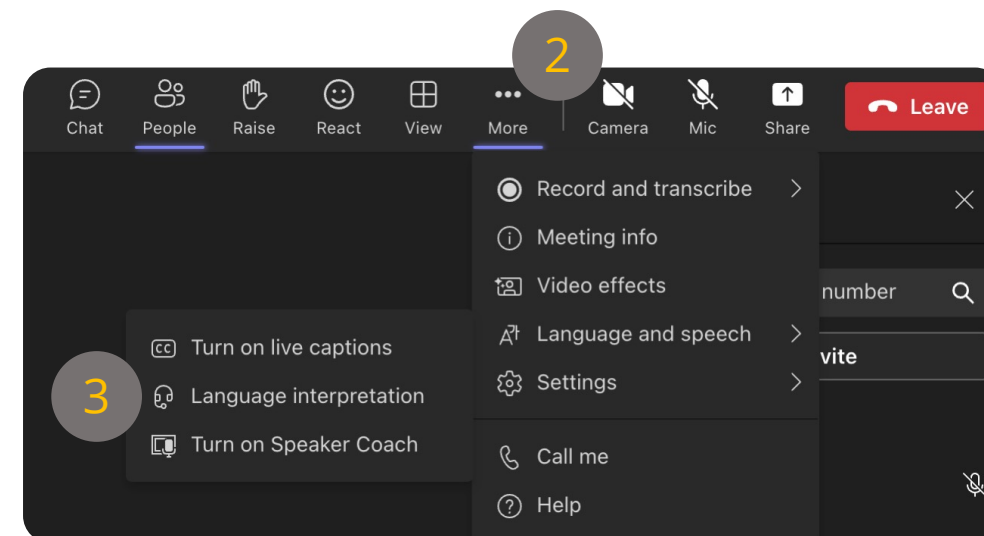 2
Chat People Raise React View More Camera Mic Share Leave
Record and transcribe
Meeting info
Video effects
number
Language and speech
vite
Settings
CC Turn on live captions
3 Language interpretation
Turn on Speaker Coach
Call me
Help